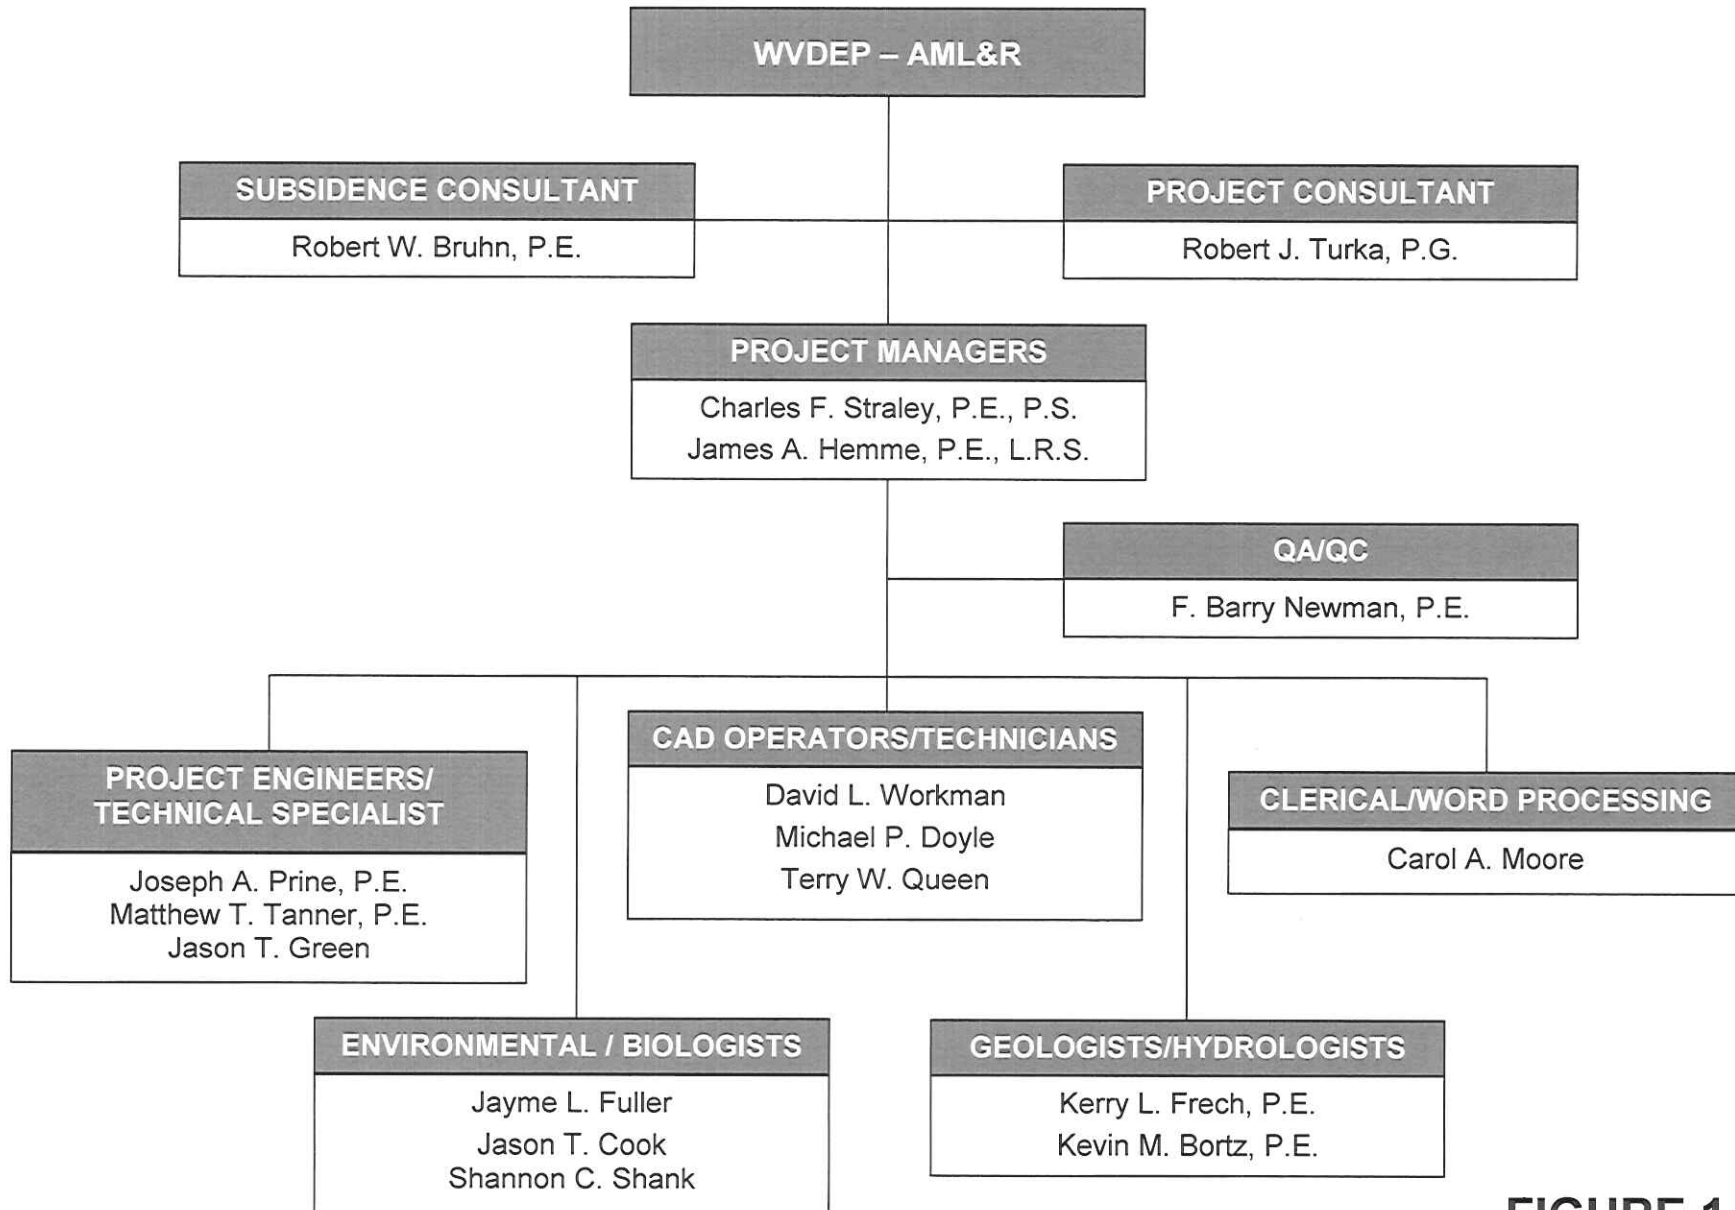 WVDEP – AML&R
SUBSIDENCE CONSULTANT
Robert W. Bruhn, P.E.
PROJECT CONSULTANT
Robert J. Turka, P.G.
PROJECT MANAGERS
Charles F. Straley, P.E., P.S.
James A. Hemme, P.E., L.R.S.
QA/QC
F. Barry Newman, P.E.
PROJECT ENGINEERS/
TECHNICAL SPECIALIST
Joseph A. Prine, P.E.
Matthew T. Tanner, P.E.
Jason T. Green
CAD OPERATORS/TECHNICIANS
David L. Workman
Michael P. Doyle
Terry W. Queen
CLERICAL/WORD PROCESSING
Carol A. Moore
ENVIRONMENTAL / BIOLOGISTS
Jayme L. Fuller
Jason T. Cook
Shannon C. Shank
GEOLOGISTS/HYDROLOGISTS
Kerry L. Frech, P.E.
Kevin M. Bortz, P.E.
FIGURE 1